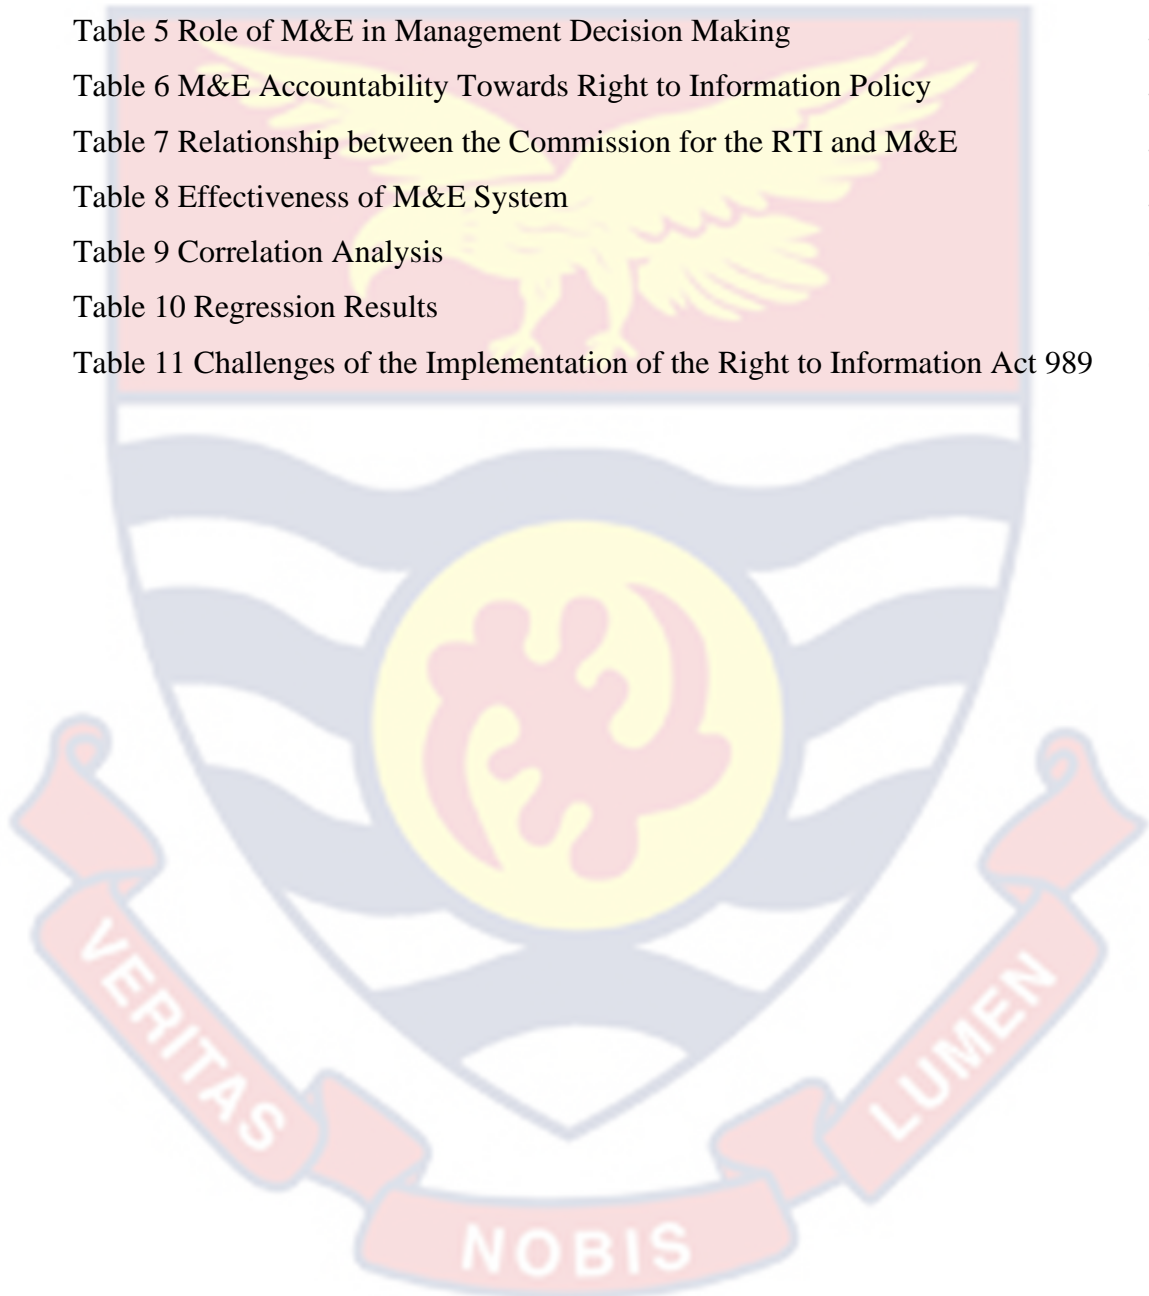 Table 5 Role of M&E in Management Decision Making
Table 6 M&E Accountability Towards Right to Information Policy
Table 7 Relationship between the Commission for the RTI and M&E
Table 8 Effectiveness of M&E System
Table 9 Correlation Analysis
Table 10 Regression Results
Table 11 Challenges of the Implementation of the Right to Information Act 989
VERITAS
NOBIS
LUMEN